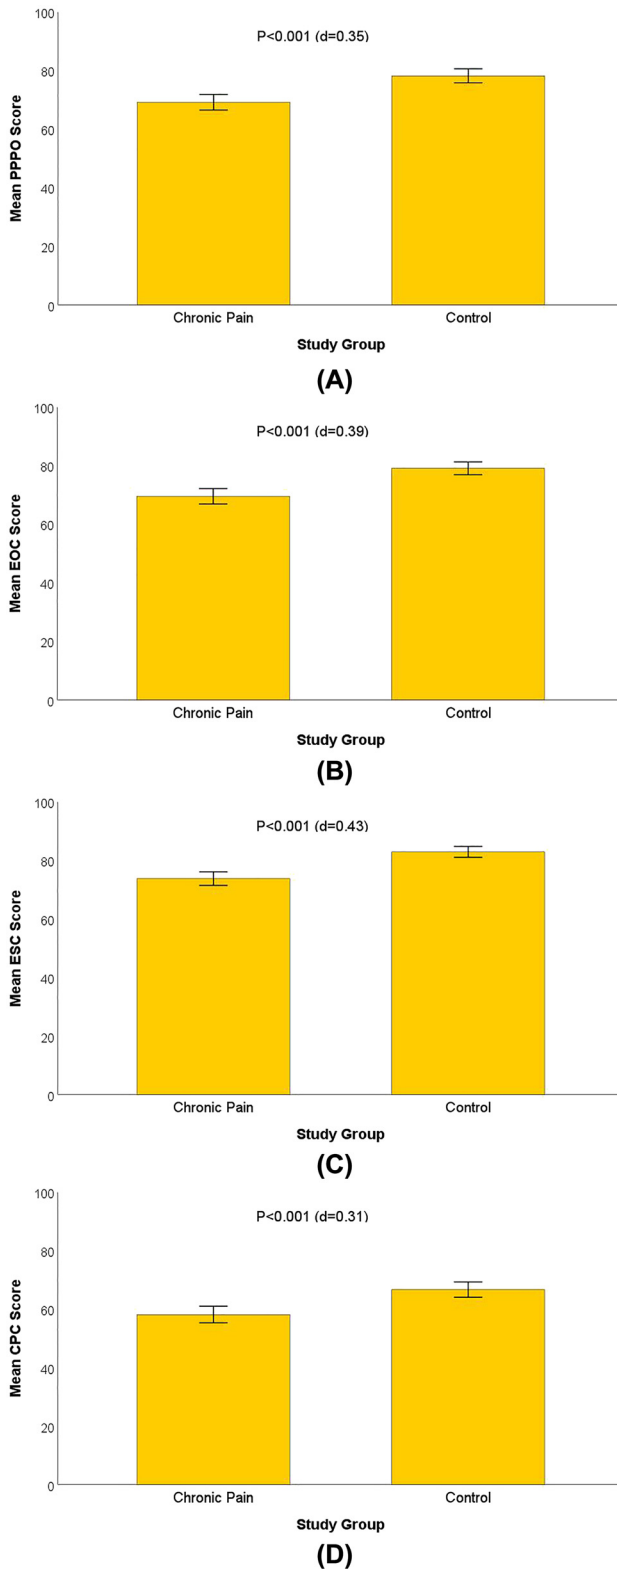 100
P<0.001 (d=0.35)
80
60
40
20
0
Mean PPPO Score
Chronic Pain Control
Study Group
(A)
100
P<0.001 (d=0.39)
80
60
40
20
0
Mean EOC Score
Chronic Pain Control
Study Group
(B)
100
P<0.001 (d=0.43)
80
60
40
20
0
Mean ESC Score
Chronic Pain Control
Study Group
(C)
100
P<0.001 (d=0.31)
80
60
40
20
0
Mean CPC Score
Chronic Pain Control
Study Group
(D)